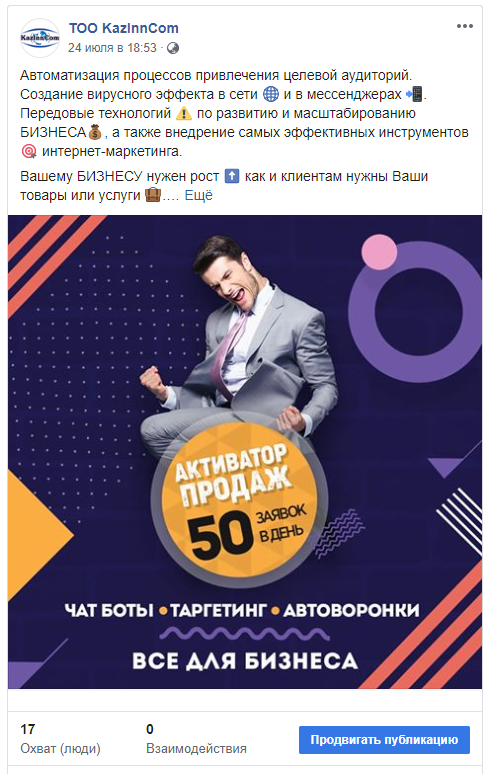 KazInnCom
ТОО KazInnCom
24 июля в 18:53 ·
Автоматизация процессов привлечения целевой аудиторий.
Создание вирусного эффекта в сети 🌐 и в мессенджерах 📲.
Передовые технологий ⚠️ по развитию и масштабированию
БИЗНЕСА💰, а также внедрение самых эффективных инструментов
🎯 интернет-маркетинга.
Вашему БИЗНЕСУ нужен рост ⬆️ как и клиентам нужны Ваши
товары или услуги 💼.... Ещё
АКТИВАТОР
ПРОДАЖ
50 ЗАЯВОК
В ДЕНЬ
ЧАТ БОТЫ • ТАРГЕТИНГ • АВТОВОРОНКИ
ВСЕ ДЛЯ БИЗНЕСА
17 0
Охват (люди) Взаимодействия Продвигать публикацию